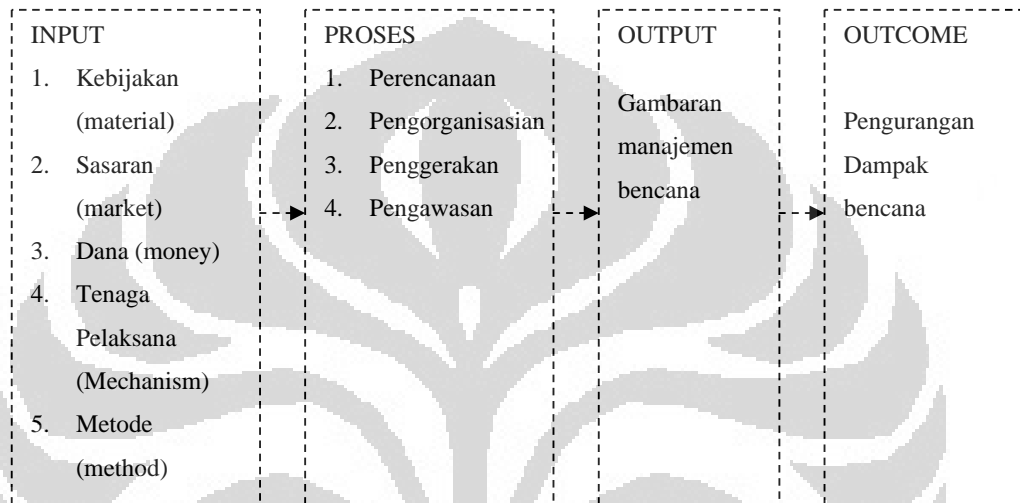 INPUT
1. Kebijakan
(material)
2. Sasaran
(market)
3. Dana (money)
4. Tenaga
Pelaksana
(Mechanism)
5. Metode
(method)
PROSES
1. Perencanaan
2. Pengorganisasian
3. Penggerakan
4. Pengawasan
OUTPUT
Gambaran
manajemen
bencana
OUTCOME
Pengurangan
Dampak
bencana